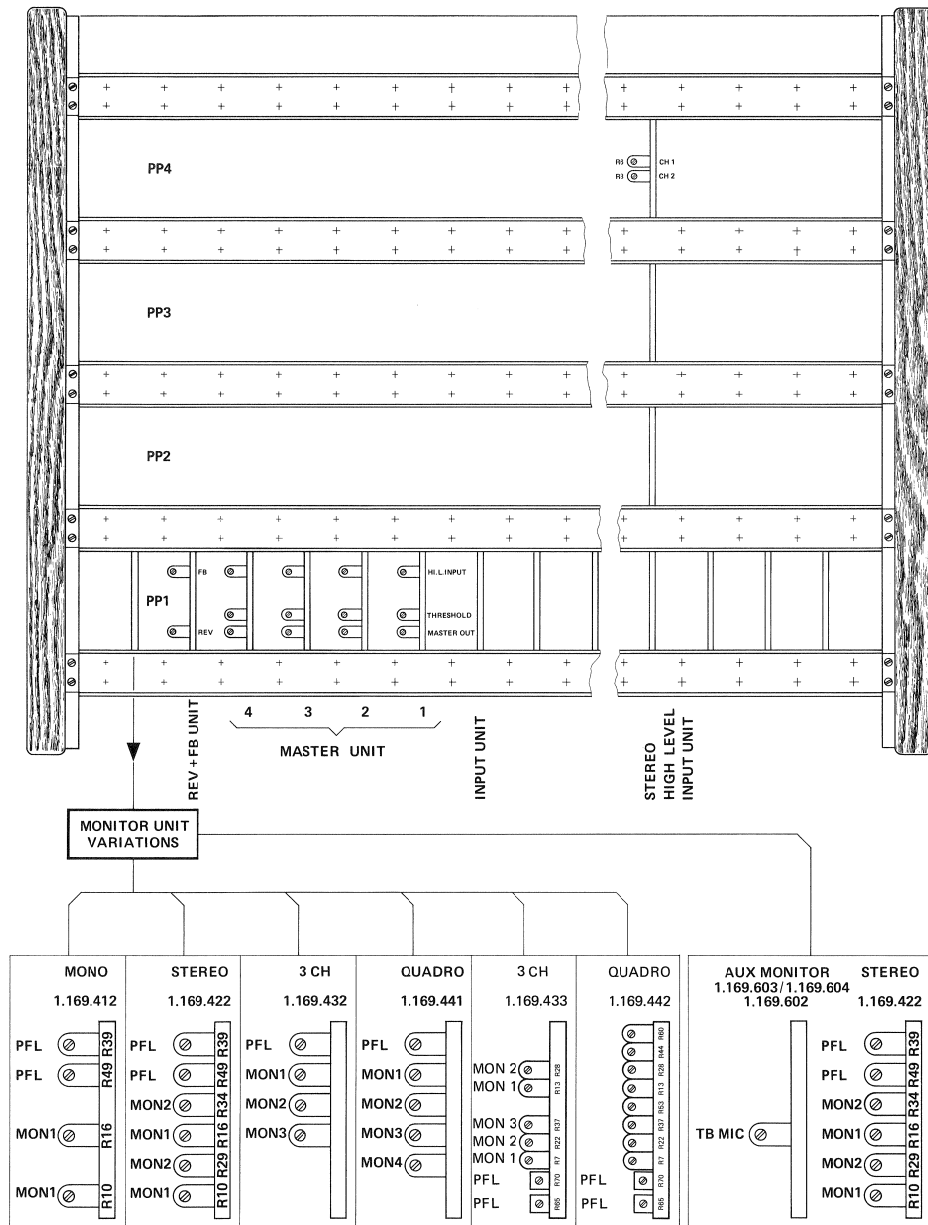 PP4
R6 CH 1
R3 CH 2
PP3
PP2
PP1
FB
HI.L.INPUT
THRESHOLD
REV
MASTER OUT
REV + FB UNIT
4 3 2 1
MASTER UNIT
INPUT UNIT
STEREO
HIGH LEVEL
INPUT UNIT
MONITOR UNIT
VARIATIONS
MONO
1.169.412
PFL R39
PFL R49
MON1 R16
MON1 R10
STEREO
1.169.422
PFL R39
PFL R49
MON2 R34
MON1 R16
MON2 R29
MON1 R10
3 CH
1.169.432
PFL
MON1
MON2
MON3
QUADRO
1.169.441
PFL
MON1
MON2
MON3
MON4
3 CH
1.169.433
MON 2 R28
MON 1 R13
MON 3 R37
MON 2 R22
MON 1 R7
PFL R70
PFL R65
QUADRO
1.169.442
R60
R44
R28
R13
R53
R37
R22
R7
PFL R70
PFL R65
AUX MONITOR
1.169.603/1.169.604
1.169.602
TB MIC
STEREO
1.169.422
PFL R39
PFL R49
MON2 R34
MON1 R16
MON2 R29
MON1 R10